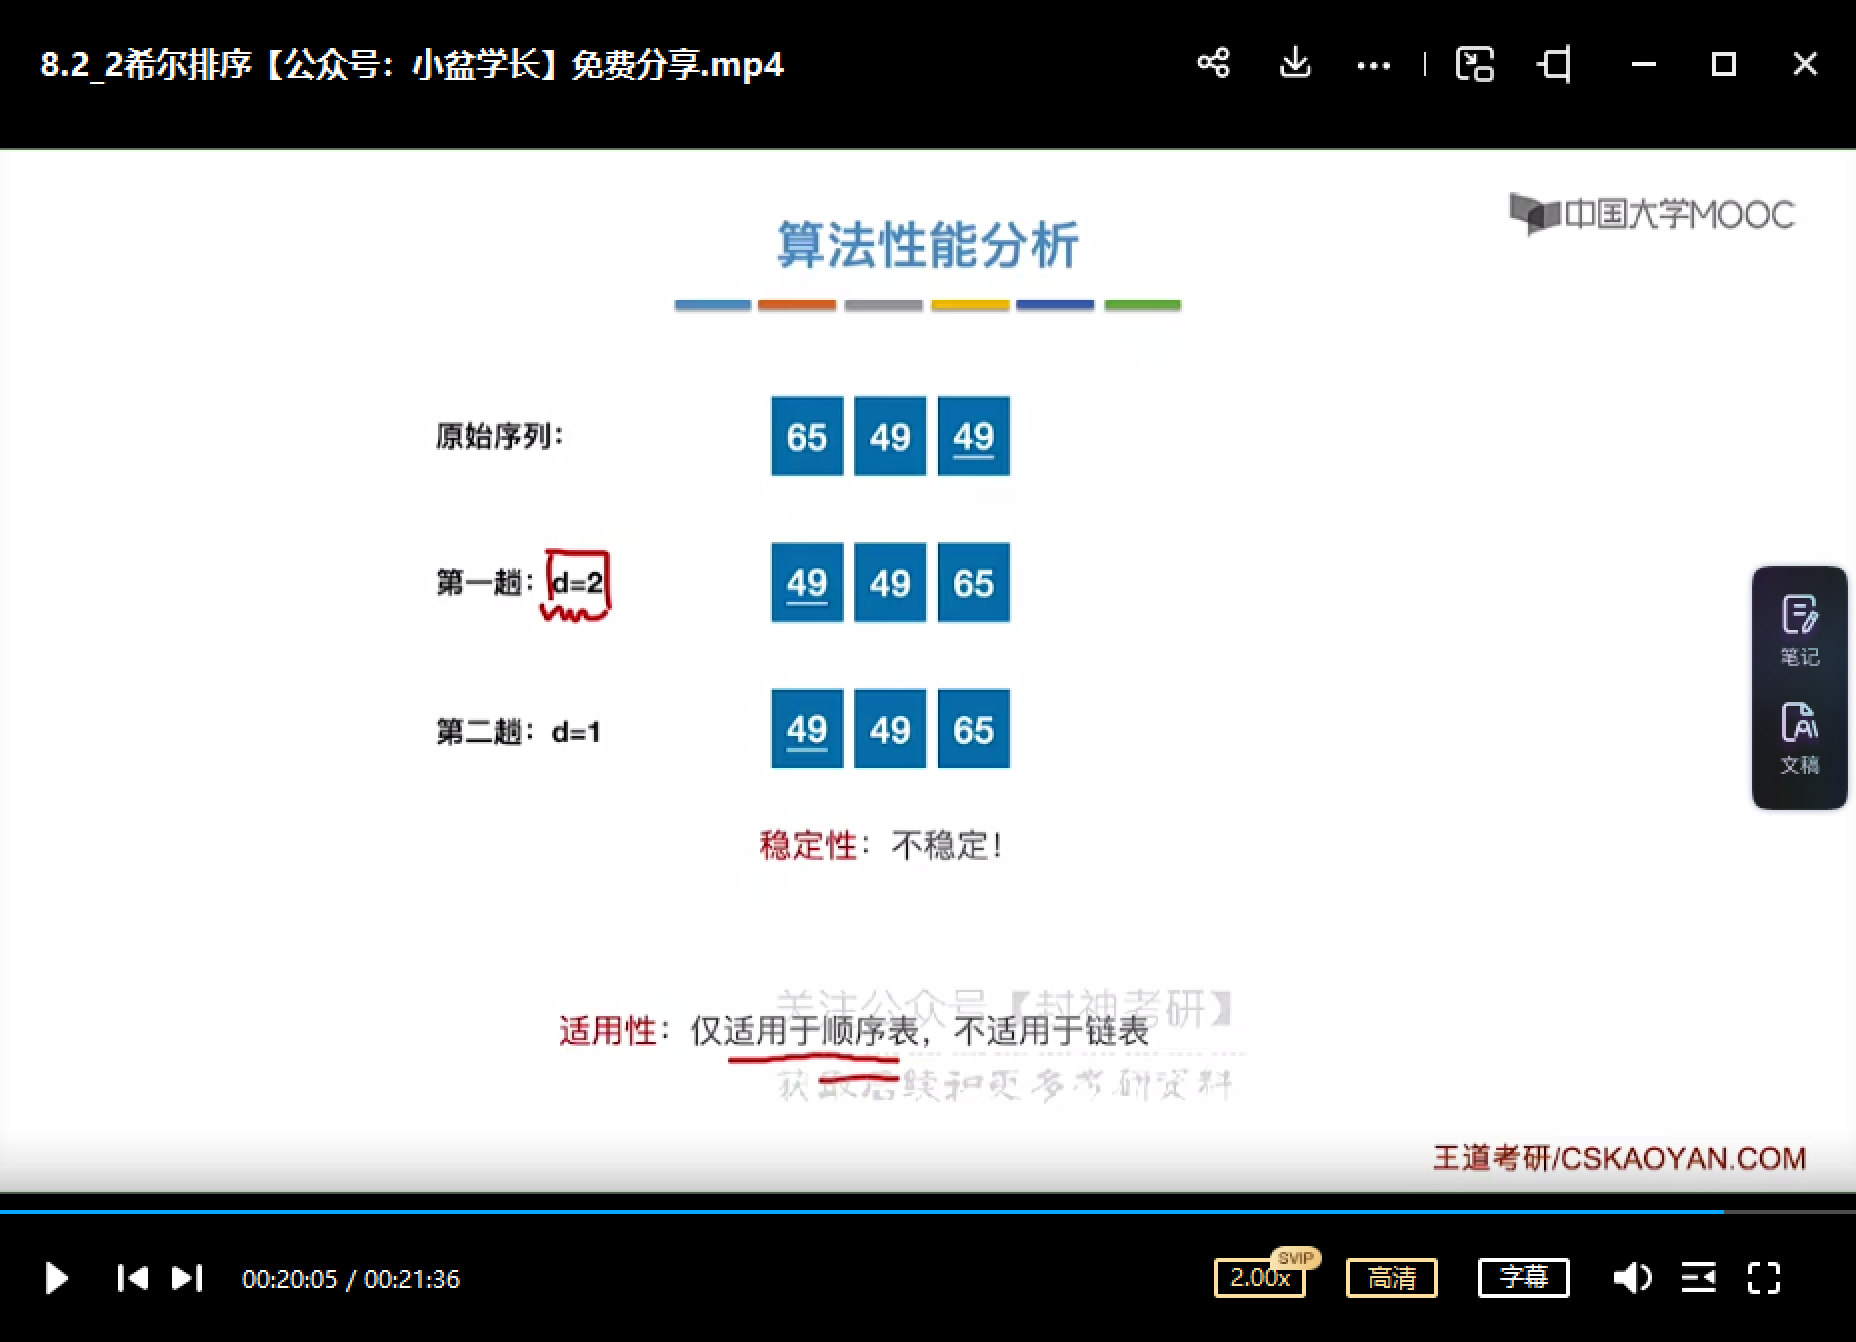 8.2_2希尔排序【公众号：小盆学长】免费分享.mp4
中国大学MOOC
算法性能分析
原始序列：
65 49 49
第一趟：d=2
49 49 65
第二趟：d=1
49 49 65
稳定性：不稳定！
关注公众号【封神考研】
适用性：仅适用于顺序表，不适用于链表
获取后续和更多考研资料
王道考研/CSKAOYAN.COM
笔记
文稿
00:20:05 / 00:21:36
2.00x
SVIP
高清
字幕